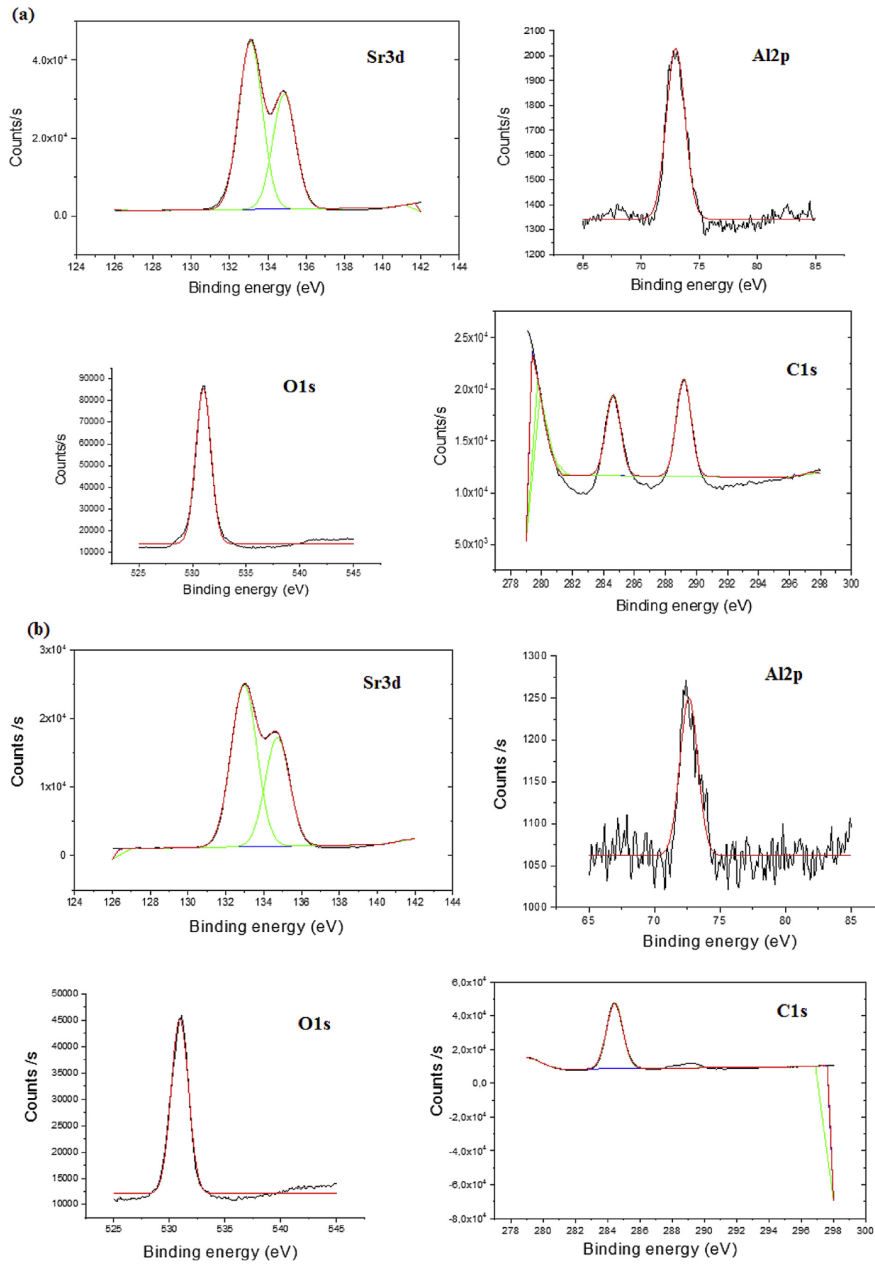 (a)
Sr3d
Counts/s
4.0x10⁴
2.0x10⁴
0.0
124 126 128 130 132 134 136 138 140 142 144
Binding energy (eV)
Al2p
Counts/s
2100
2000
1900
1800
1700
1600
1500
1400
1300
1200
65 70 75 80 85
Binding energy (eV)
O1s
Counts/s
90000
80000
70000
60000
50000
40000
30000
20000
10000
525 530 535 540 545
Binding energy (eV)
C1s
Counts/s
2.5x10⁴
2.0x10⁴
1.5x10⁴
1.0x10⁴
5.0x10³
278 280 282 284 286 288 290 292 294 296 298 300
Binding energy (eV)
(b)
Sr3d
Counts /s
3x10⁴
2x10⁴
1x10⁴
0
124 126 128 130 132 134 136 138 140 142 144
Binding energy (eV)
Al2p
Counts /s
1300
1250
1200
1150
1100
1050
1000
65 70 75 80 85
Binding energy (eV)
O1s
Counts /s
50000
45000
40000
35000
30000
25000
20000
15000
10000
525 530 535 540 545
Binding energy (eV)
C1s
Counts /s
6,0x10⁴
4,0x10⁴
2,0x10⁴
0,0
-2,0x10⁴
-4,0x10⁴
-6,0x10⁴
-8,0x10⁴
278 280 282 284 286 288 290 292 294 296 298 300
Binding energy (eV)